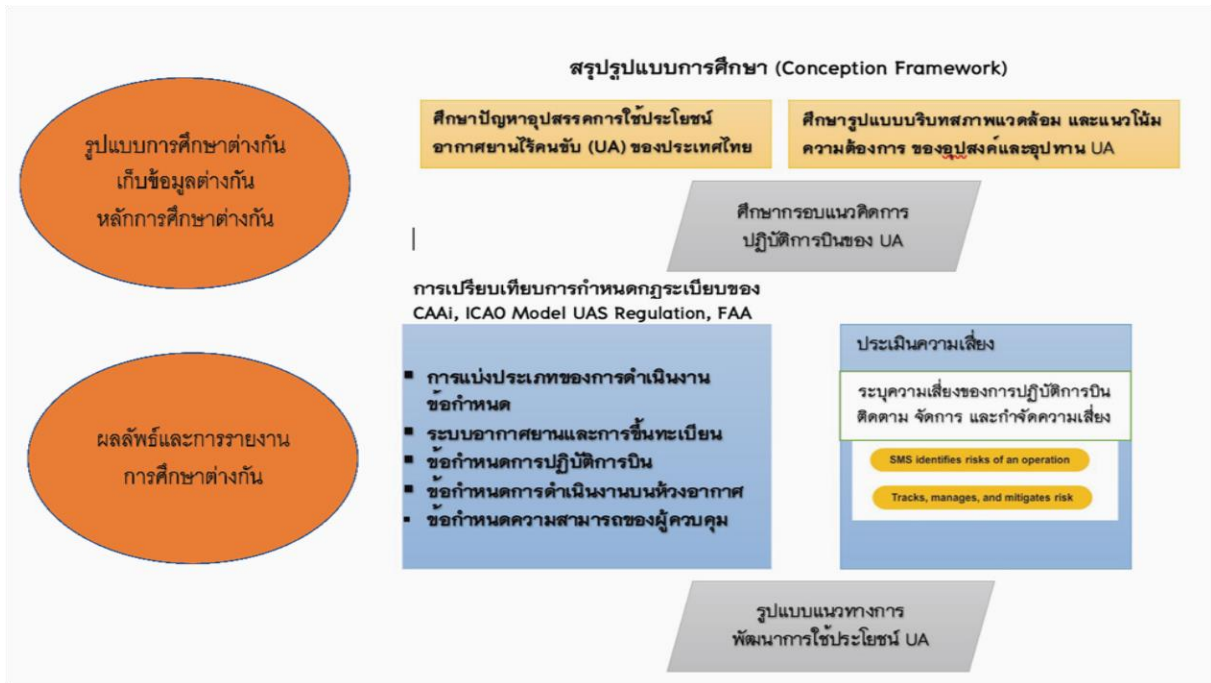 สรุปรูปแบบการศึกษา (Conception Framework)
รูปแบบการศึกษาต่างกัน
เก็บข้อมูลต่างกัน
หลักการศึกษาต่างกัน
ศึกษาปัญหาอุปสรรคการใช้ประโยชน์
อากาศยานไร้คนขับ (UA) ของประเทศไทย
ศึกษารูปแบบบริบทสภาพแวดล้อม และแนวโน้ม
ความต้องการ ของอุปสงค์และอุปทาน UA
ศึกษากรอบแนวคิดการ
ปฏิบัติการบินของ UA
การเปรียบเทียบการกำหนดกฎระเบียบของ
CAAi, ICAO Model UAS Regulation, FAA
▪ การแบ่งประเภทของการดำเนินงาน
ข้อกำหนด
▪ ระบบอากาศยานและการขึ้นทะเบียน
▪ ข้อกำหนดการปฏิบัติการบิน
▪ ข้อกำหนดการดำเนินงานบนห้วงอากาศ
▪ ข้อกำหนดความสามารถของผู้ควบคุม
ประเมินความเสี่ยง
ระบุความเสี่ยงของการปฏิบัติการบิน
ติดตาม จัดการ และกำจัดความเสี่ยง
SMS identifies risks of an operation
Tracks, manages, and mitigates risk
ผลลัพธ์และการรายงาน
การศึกษาต่างกัน
รูปแบบแนวทางการ
พัฒนาการใช้ประโยชน์ UA